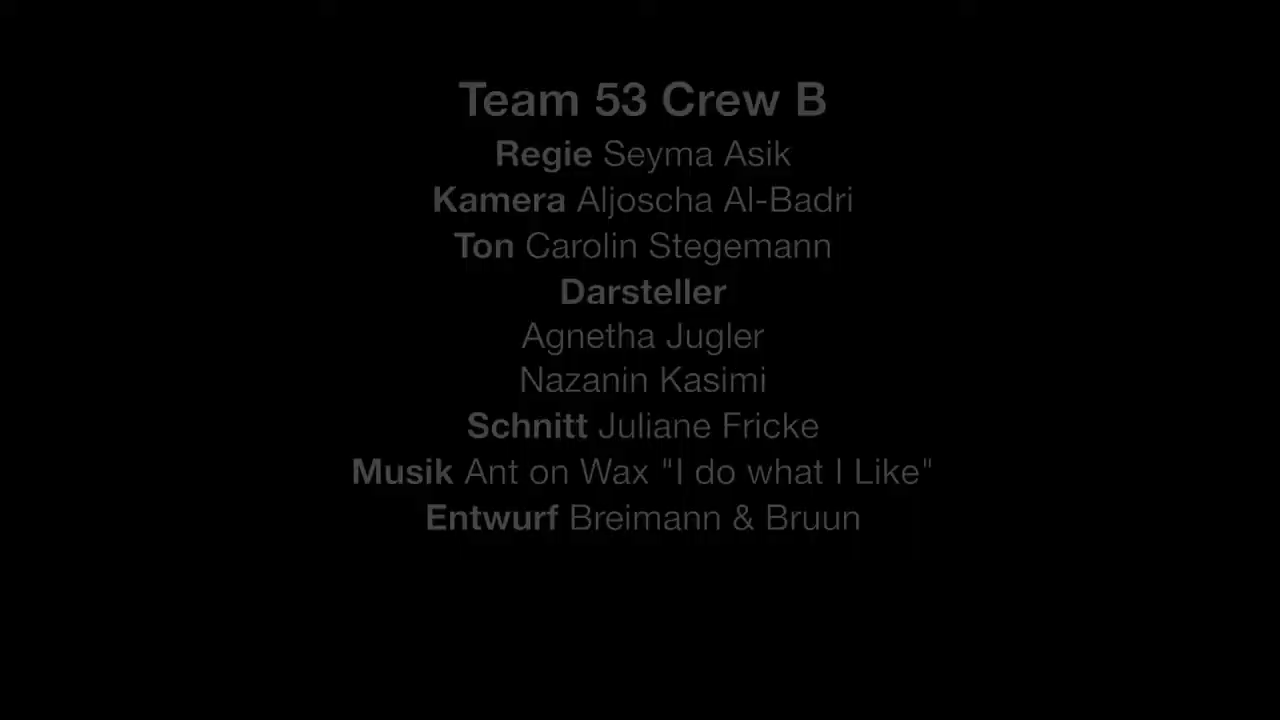 Team 53 Crew B
Regie Seyma Asik
Kamera Aljoscha Al-Badri
Ton Carolin Stegemann
Darsteller
Agnetha Jugler
Nazanin Kasimi
Schnitt Juliane Fricke
Musik Ant on Wax "I do what I Like"
Entwurf Breimann & Bruun